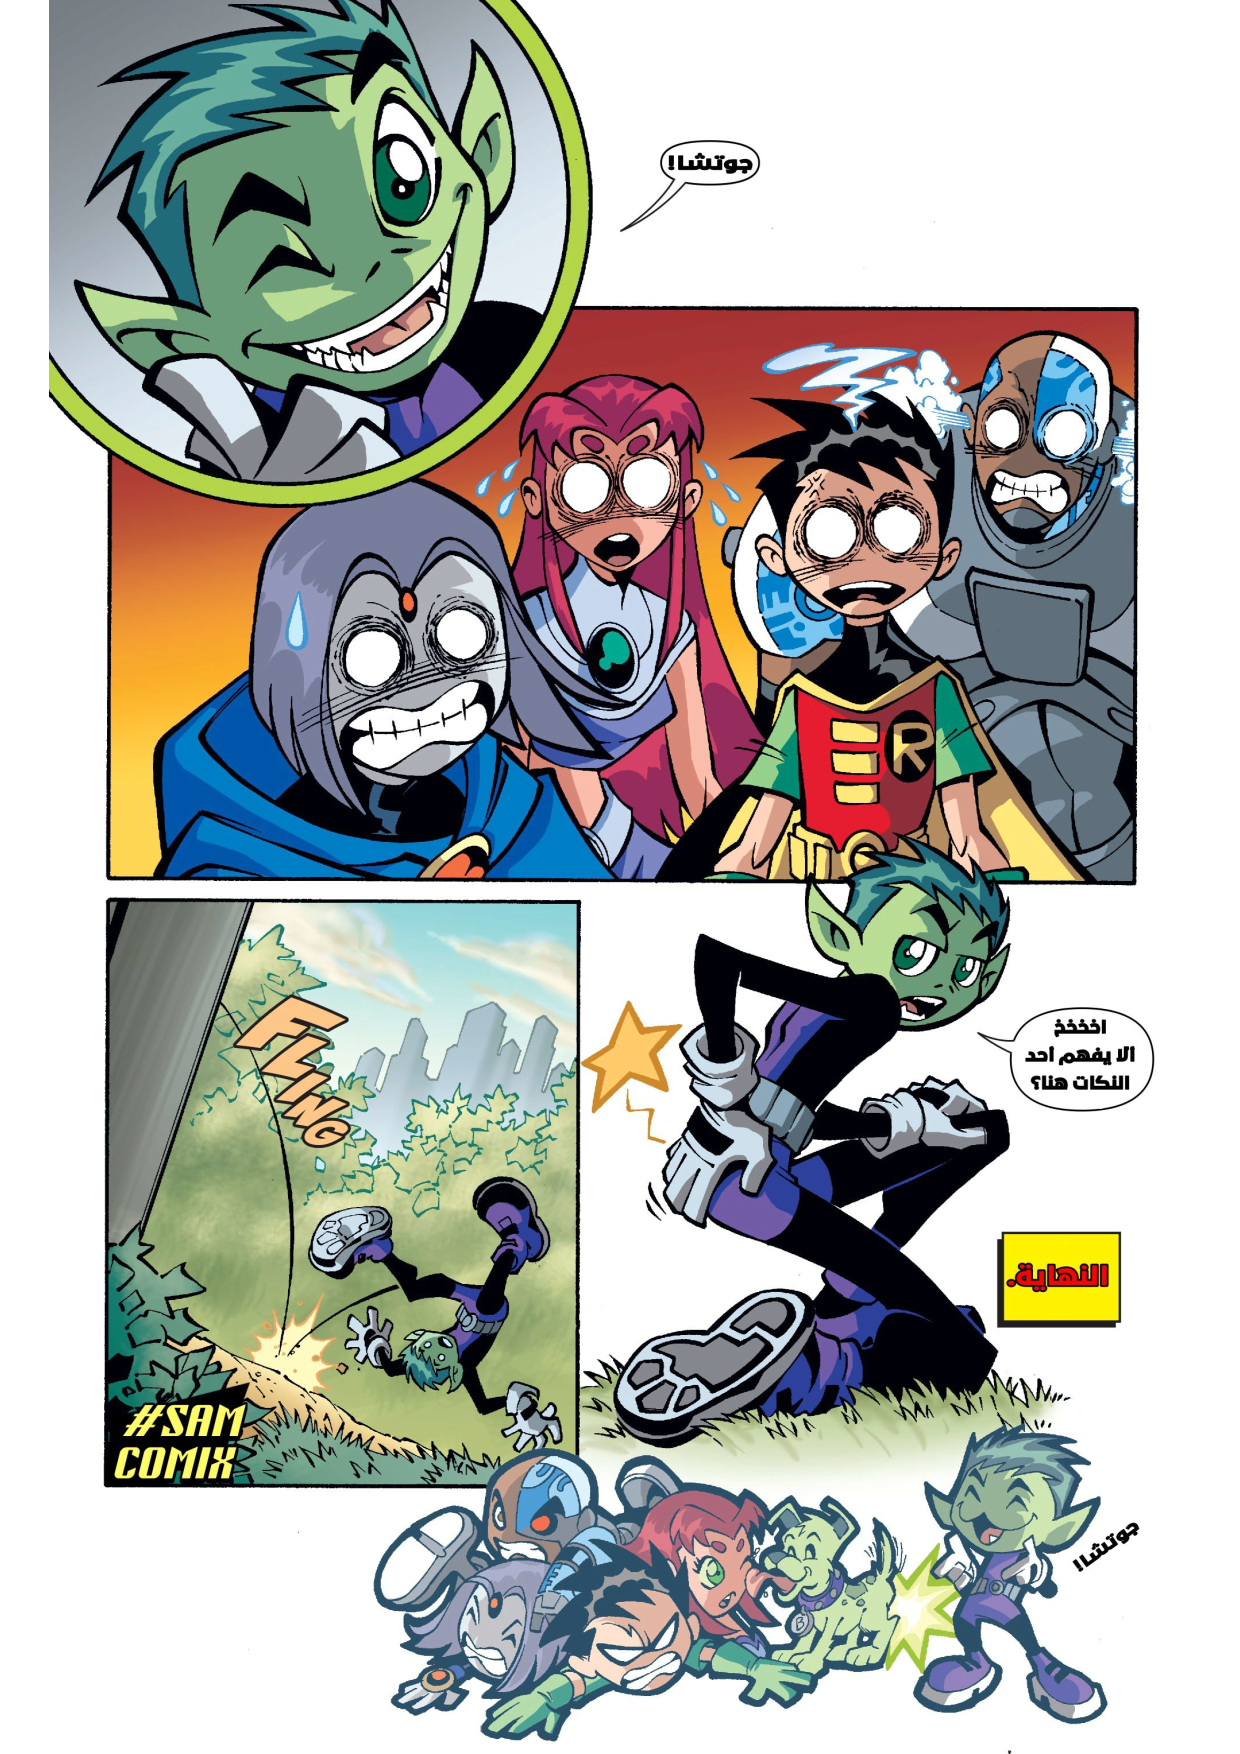 جوتشا!
R
FLING
اخخخخ
الا يفهم احد
النكات هنا؟
النهاية.
#SAM
COMIX
B
جوتشا!